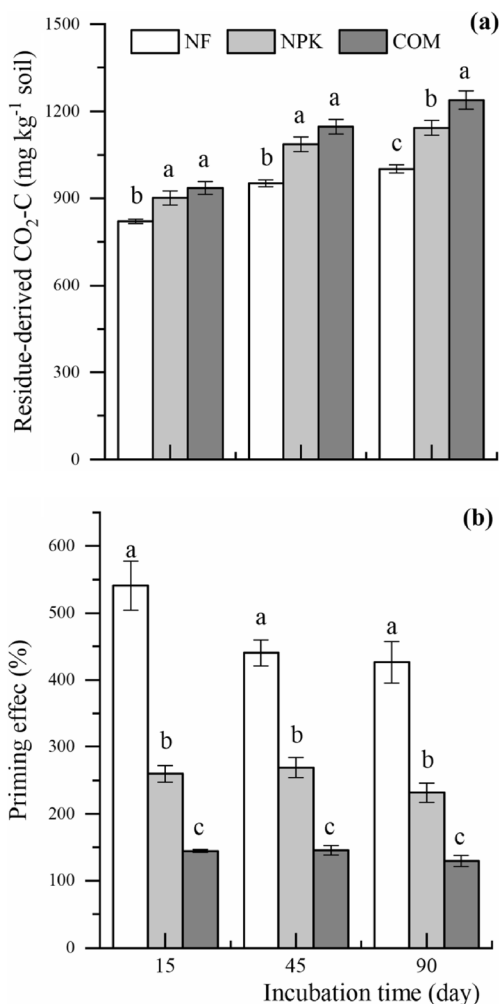 (a)
NF NPK COM
1500
1200
900
600
300
0
Residue-derived CO₂-C (mg kg⁻¹ soil)
b a a
b a a
c b a
(b)
600
500
400
300
200
100
0
Priming effec (%)
a b c
a b c
a b c
15 45 90
Incubation time (day)